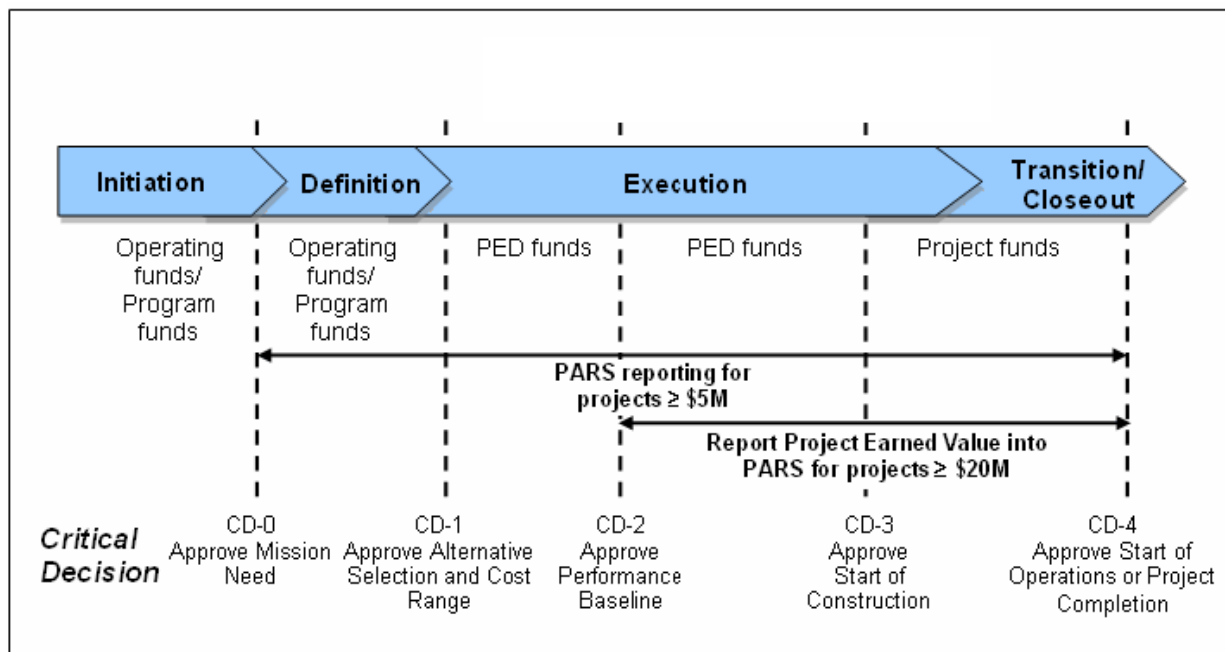 Initiation
Definition
Execution
Transition/
Closeout
Operating
funds/
Program
funds
Operating
funds/
Program
funds
PED funds
PED funds
Project funds
PARS reporting for
projects ≥ $5M
Report Project Earned Value into
PARS for projects ≥ $20M
Critical
Decision
CD-0
Approve Mission
Need
CD-1
Approve Alternative
Selection and Cost
Range
CD-2
Approve
Performance
Baseline
CD-3
Approve
Start of
Construction
CD-4
Approve Start of
Operations or Project
Completion